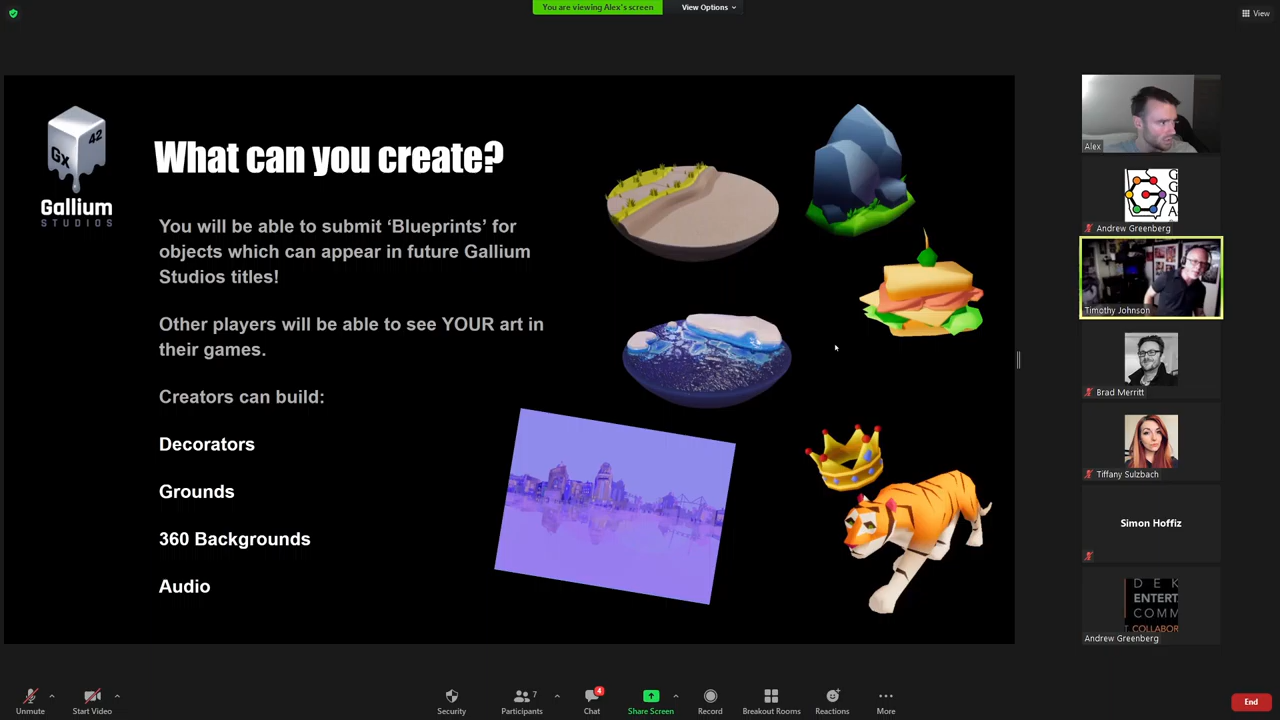 You are viewing Alex's screen
View Options
View
42
Gx
Gallium
STUDIOS
What can you create?
You will be able to submit ‘Blueprints’ for
objects which can appear in future Gallium
Studios titles!
Other players will be able to see YOUR art in
their games.
Creators can build:
Decorators
Grounds
360 Backgrounds
Audio
Alex
G
G
D
A
Andrew Greenberg
Timothy Johnson
Brad Merritt
Tiffany Sulzbach
Simon Hoffiz
D E K
ENTERT
COMM
T COLLABOR
Andrew Greenberg
Unmute
Start Video
Security
7
Participants
4
Chat
Share Screen
Record
Breakout Rooms
Reactions
More
End